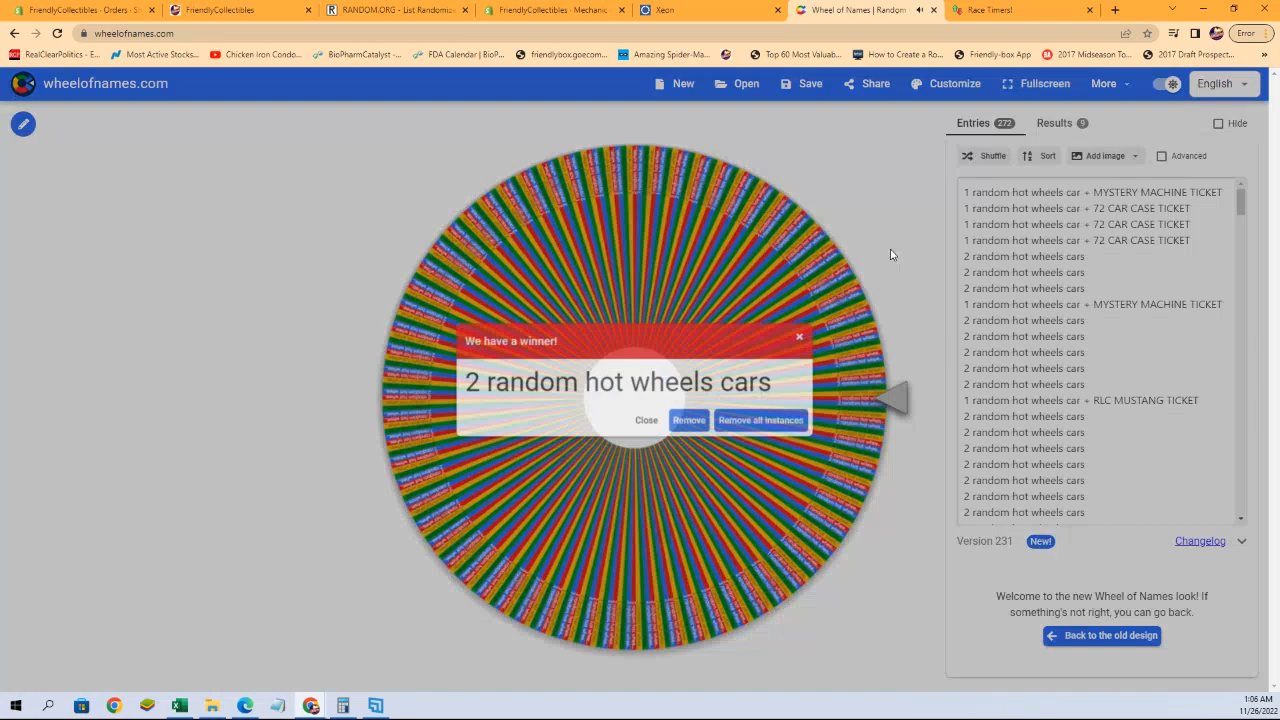 FriendlyCollectibles · Orders · S
FriendlyCollectibles
RANDOM.ORG - List Randomize
FriendlyCollectibles · Mechanic
Xeon
Wheel of Names | Random
Race Timers!
wheelofnames.com
Error
RealClearPolitics - E...
Most Active Stocks...
Chicken Iron Condo...
BioPharmCatalyst -...
FDA Calendar | BioP...
friendlybox.goecom...
Amazing Spider-Ma...
Top 60 Most Valuab...
How to Create a Ro...
Friendly-box App
2017 Midseason To...
2017 Draft Prospect...
wheelofnames.com
New
Open
Save
Share
Customize
Fullscreen
More
English
Entries 272
Results 9
Hide
Shuffle
Sort
Add image
Advanced
1 random hot wheels car + MYSTERY MACHINE TICKET
1 random hot wheels car + 72 CAR CASE TICKET
1 random hot wheels car + 72 CAR CASE TICKET
1 random hot wheels car + 72 CAR CASE TICKET
2 random hot wheels cars
2 random hot wheels cars
2 random hot wheels cars
1 random hot wheels car + MYSTERY MACHINE TICKET
2 random hot wheels cars
2 random hot wheels cars
2 random hot wheels cars
2 random hot wheels cars
2 random hot wheels cars
1 random hot wheels car + RLC MUSTANG TICKET
2 random hot wheels cars
2 random hot wheels cars
2 random hot wheels cars
2 random hot wheels cars
2 random hot wheels cars
2 random hot wheels cars
2 random hot wheels cars
We have a winner!
2 random hot wheels cars
Close
Remove
Remove all instances
Version 231
New!
Changelog
Welcome to the new Wheel of Names look! If
something's not right, you can go back.
Back to the old design
1:06 AM
11/26/2022